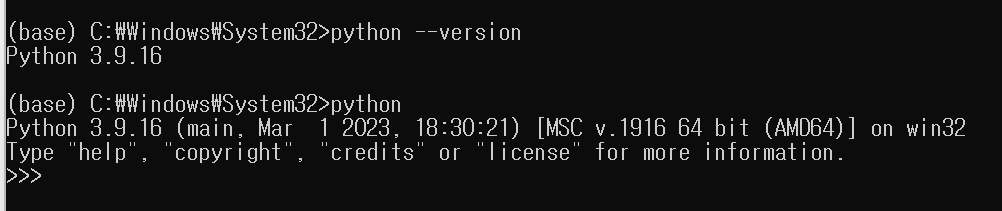 (base) C:₩Windows₩System32>python --version
Python 3.9.16
(base) C:₩Windows₩System32>python
Python 3.9.16 (main, Mar  1 2023, 18:30:21) [MSC v.1916 64 bit (AMD64)] on win32
Type "help", "copyright", "credits" or "license" for more information.
>>>